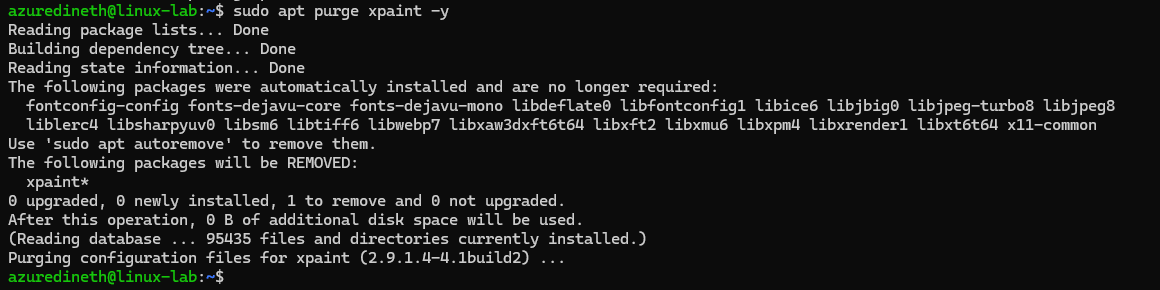 azuredineth@linux-lab:~$ sudo apt purge xpaint -y
Reading package lists... Done
Building dependency tree... Done
Reading state information... Done
The following packages were automatically installed and are no longer required:
  fontconfig-config fonts-dejavu-core fonts-dejavu-mono libdeflate0 libfontconfig1 libice6 libjbig0 libjpeg-turbo8 libjpeg8
  liblerc4 libsharpyuv0 libsm6 libtiff6 libwebp7 libxaw3dxft6t64 libxft2 libxmu6 libxpm4 libxrender1 libxt6t64 x11-common
Use 'sudo apt autoremove' to remove them.
The following packages will be REMOVED:
  xpaint*
0 upgraded, 0 newly installed, 1 to remove and 0 not upgraded.
After this operation, 0 B of additional disk space will be used.
(Reading database ... 95435 files and directories currently installed.)
Purging configuration files for xpaint (2.9.1.4-4.1build2) ...
azuredineth@linux-lab:~$